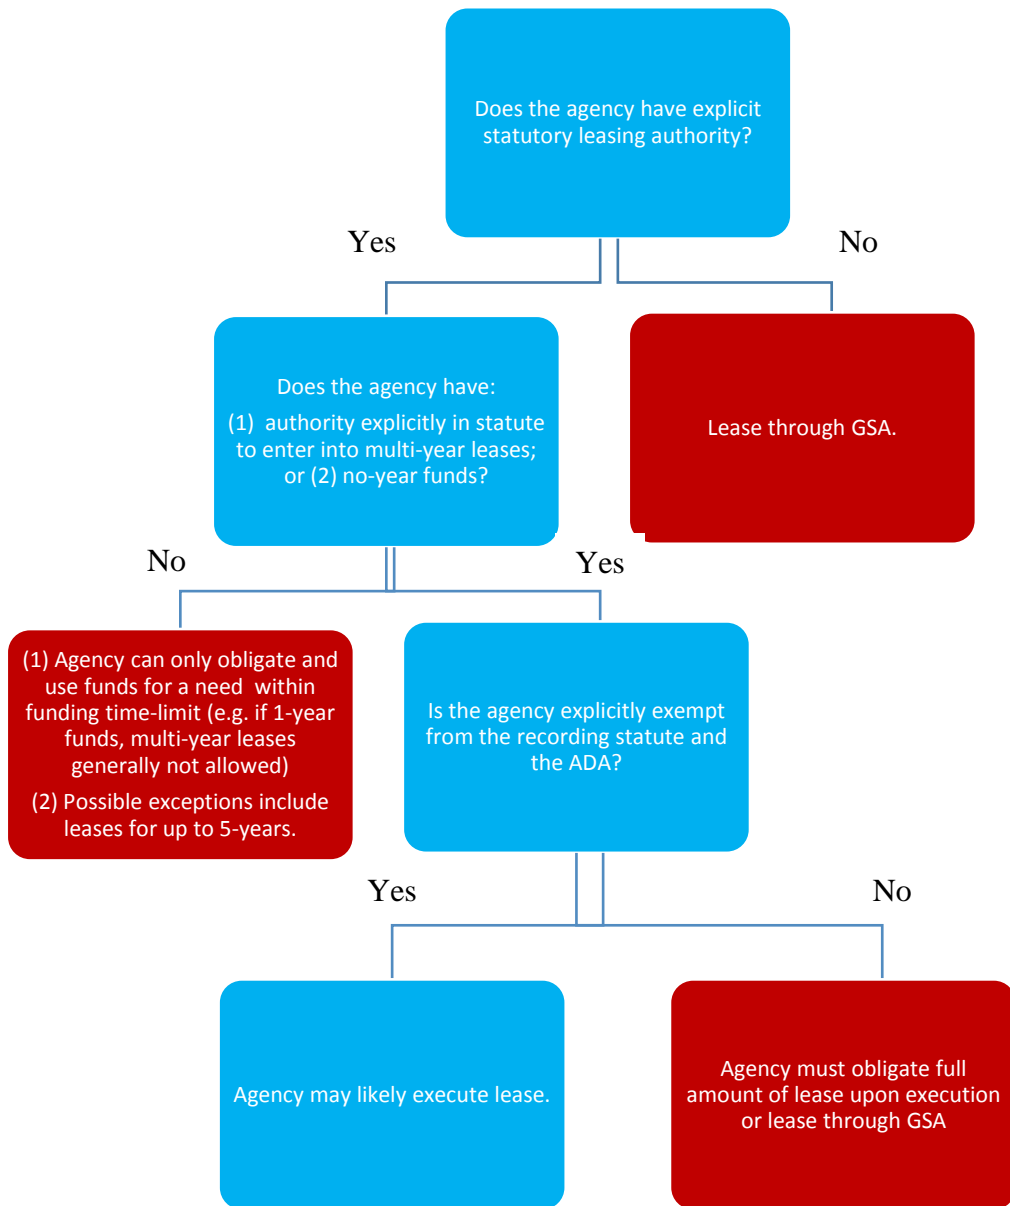 Does the agency have explicit
statutory leasing authority?
Yes
No
Does the agency have:
(1) authority explicitly in statute
to enter into multi-year leases;
or (2) no-year funds?
Lease through GSA.
No
Yes
(1) Agency can only obligate and
use funds for a need within
funding time-limit (e.g. if 1-year
funds, multi-year leases
generally not allowed)
(2) Possible exceptions include
leases for up to 5-years.
Is the agency explicitly exempt
from the recording statute and
the ADA?
Yes
No
Agency may likely execute lease.
Agency must obligate full
amount of lease upon execution
or lease through GSA